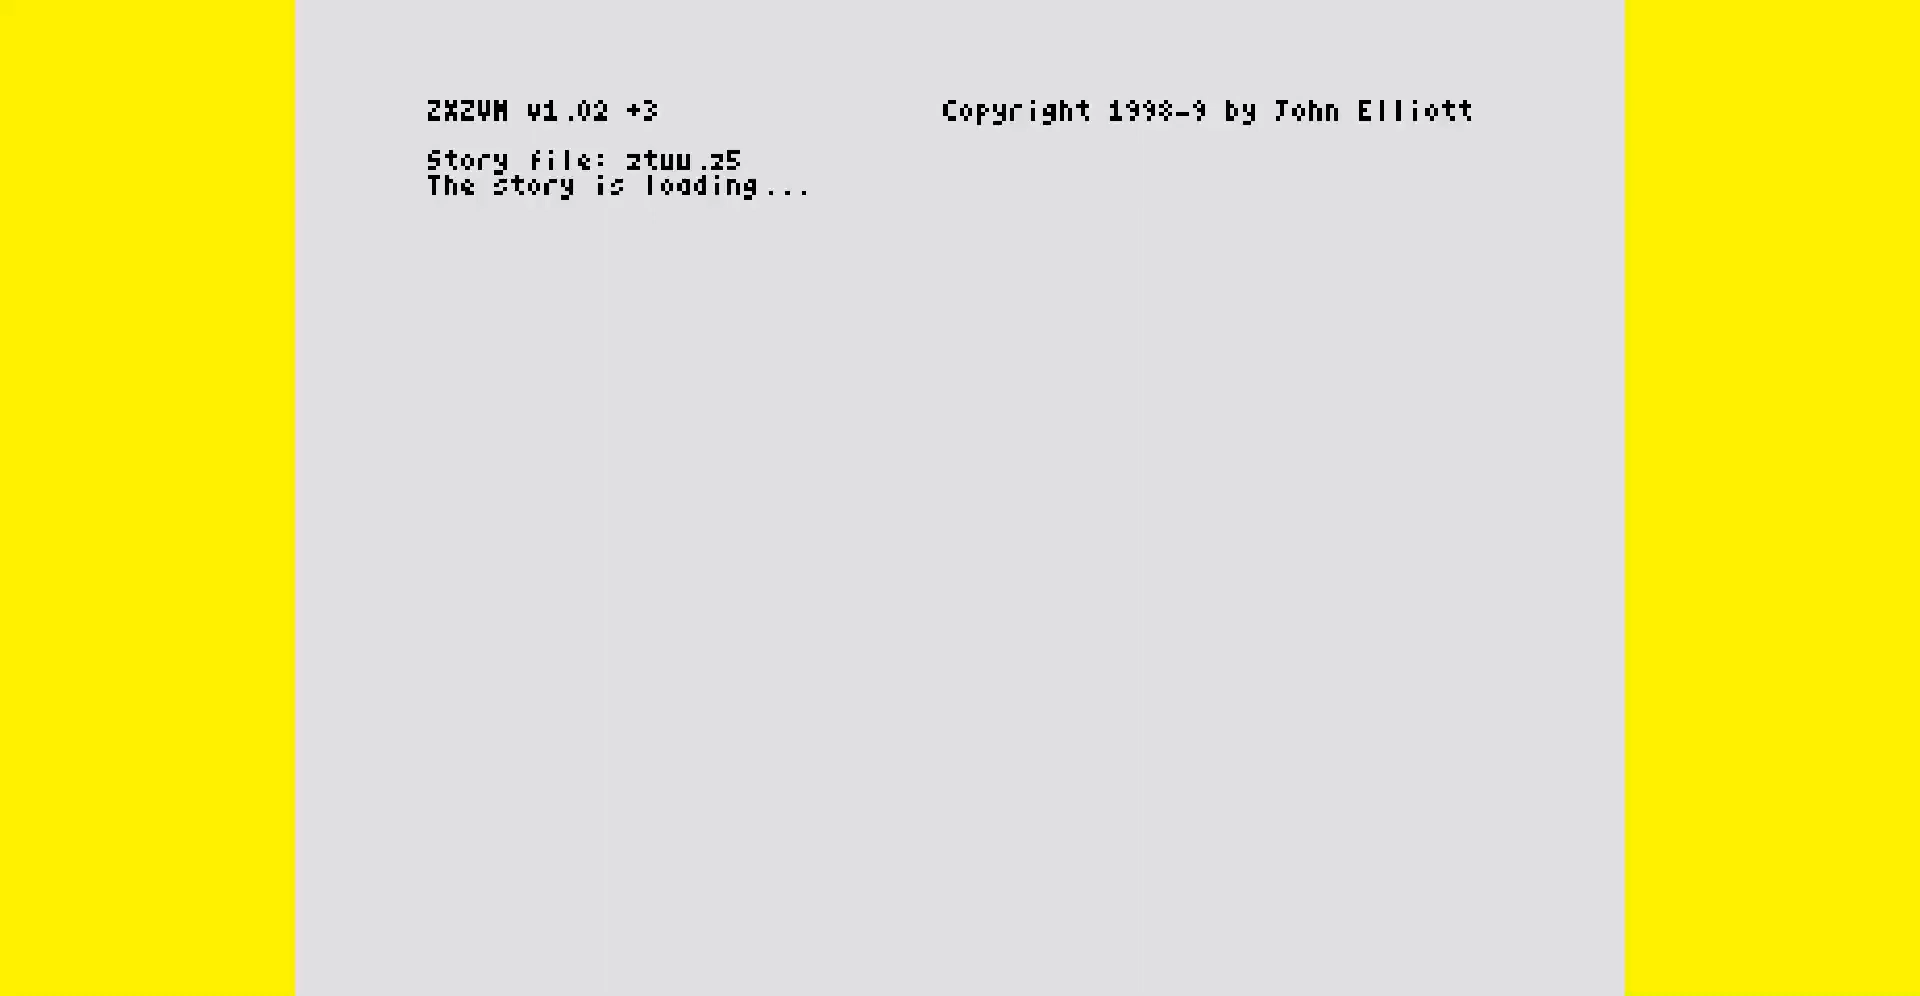 ZXZVM v1.02 +3 Copyright 1998-9 by John Elliott
Story file: ztuu.z5
The story is loading...